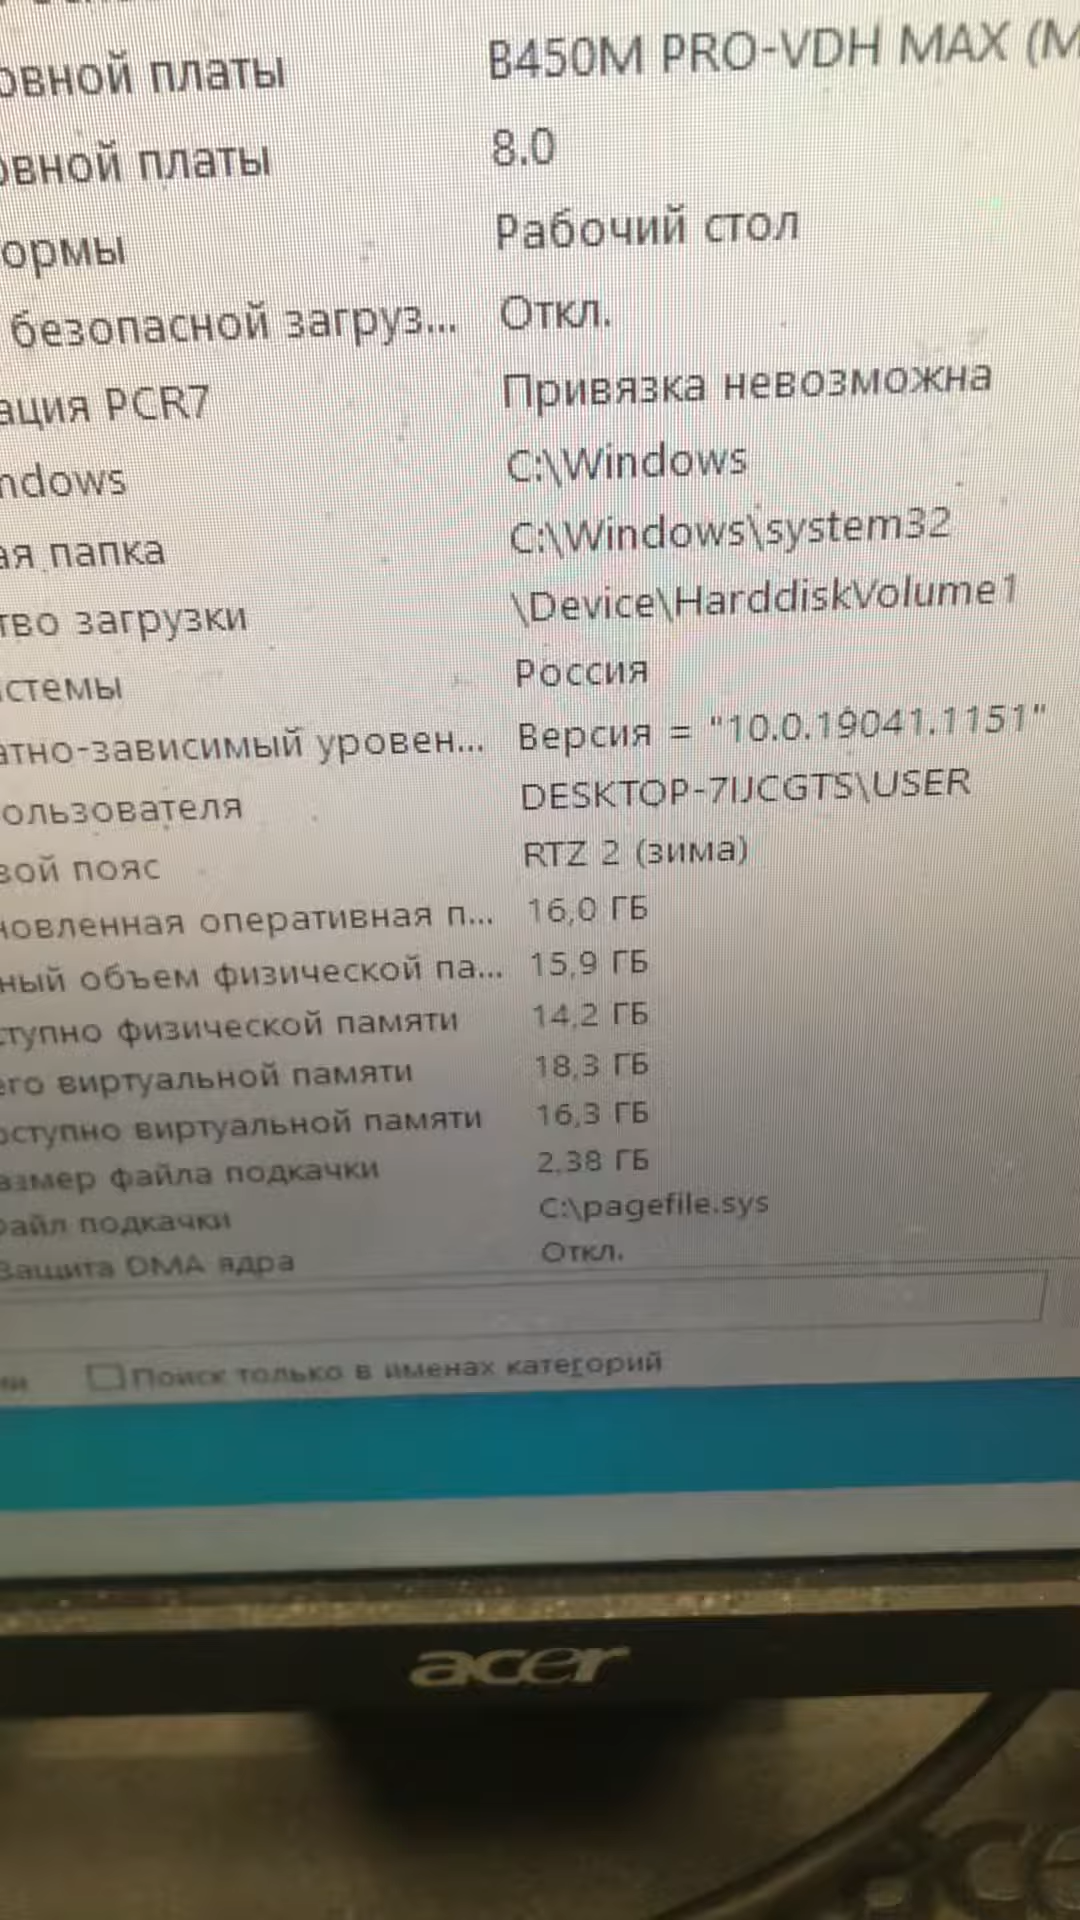 овной платы B450M PRO-VDH MAX (M
овной платы 8.0
ормы Рабочий стол
безопасной загруз... Откл.
ация PCR7 Привязка невозможна
ndows C:\Windows
ая папка C:\Windows\system32
тво загрузки \Device\HarddiskVolume1
стемы Россия
атно-зависимый уровен... Версия = "10.0.19041.1151"
ользователя DESKTOP-7IJCGTS\USER
вой пояс RTZ 2 (зима)
новленная оперативная п... 16,0 ГБ
ный объем физической па... 15,9 ГБ
ступно физической памяти 14,2 ГБ
его виртуальной памяти 18,3 ГБ
оступно виртуальной памяти 16,3 ГБ
азмер файла подкачки 2,38 ГБ
файл подкачки C:\pagefile.sys
Защита DMA ядра Откл.
Поиск только в именах категорий
acer